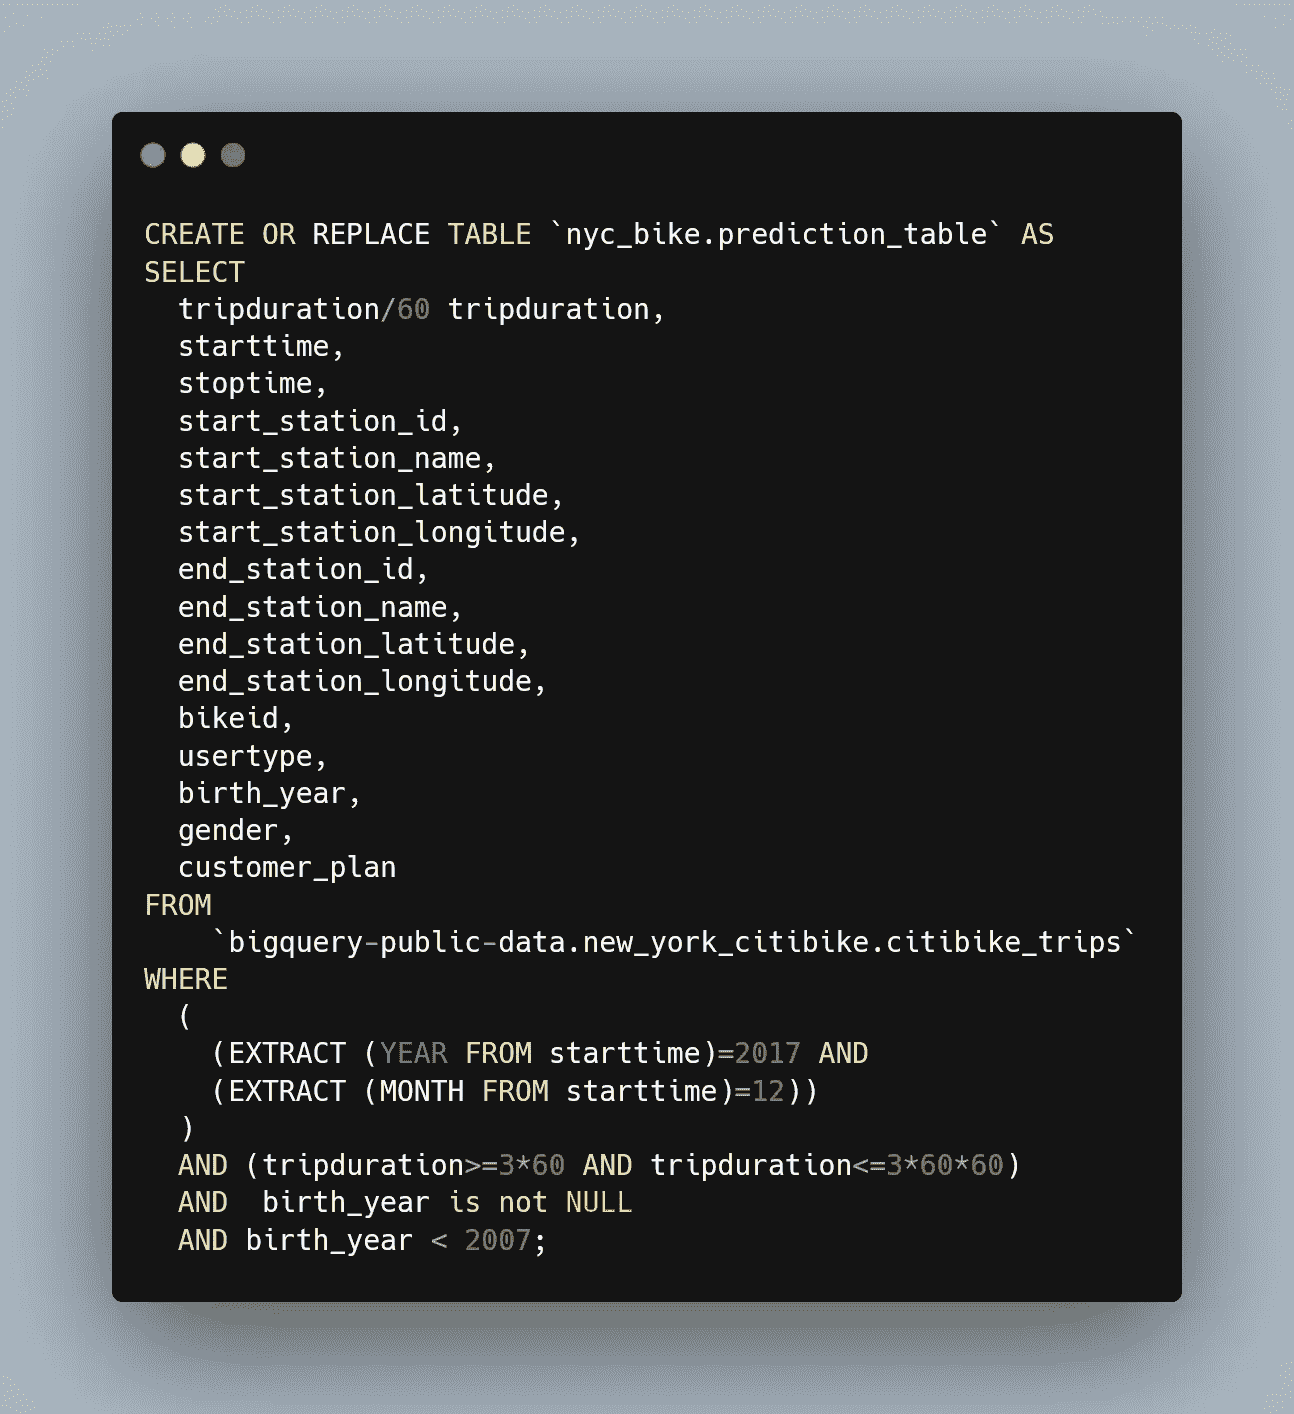 CREATE OR REPLACE TABLE `nyc_bike.prediction_table` AS
SELECT
  tripduration/60 tripduration,
  starttime,
  stoptime,
  start_station_id,
  start_station_name,
  start_station_latitude,
  start_station_longitude,
  end_station_id,
  end_station_name,
  end_station_latitude,
  end_station_longitude,
  bikeid,
  usertype,
  birth_year,
  gender,
  customer_plan
FROM
    `bigquery-public-data.new_york_citibike.citibike_trips`
WHERE
  (
    (EXTRACT (YEAR FROM starttime)=2017 AND
    (EXTRACT (MONTH FROM starttime)=12))
  )
  AND (tripduration>=3*60 AND tripduration<=3*60*60)
  AND  birth_year is not NULL
  AND birth_year < 2007;